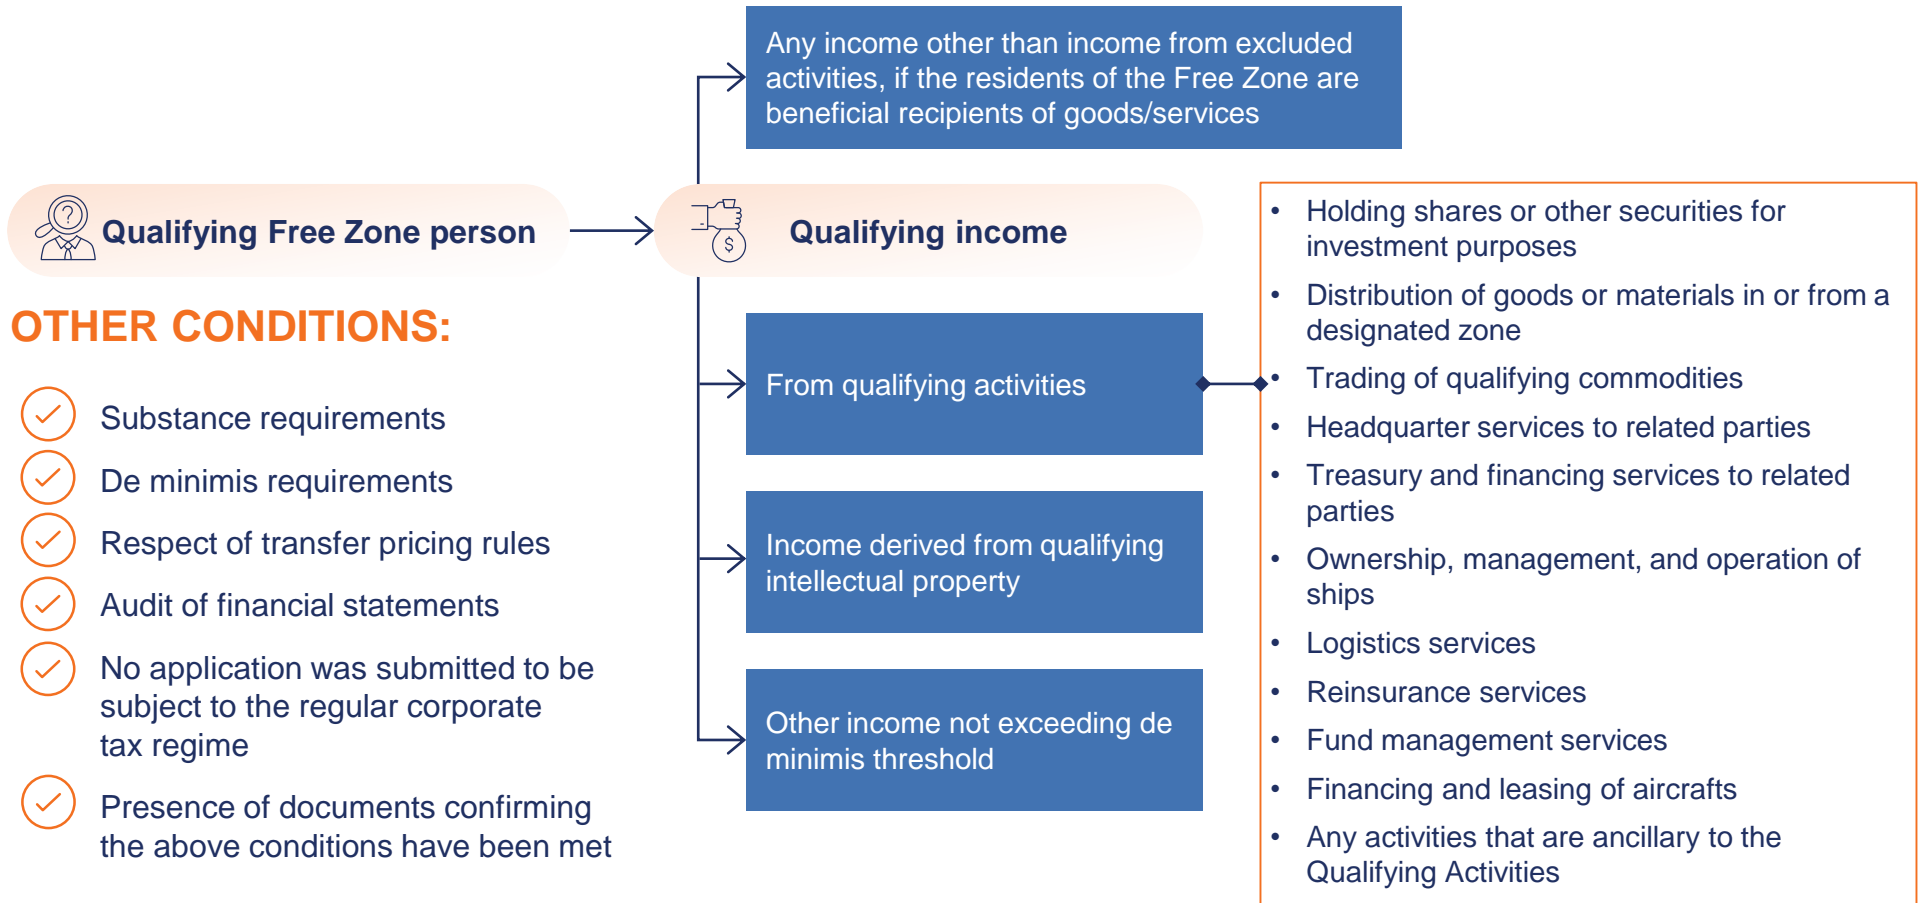 Any income other than income from excluded
activities, if the residents of the Free Zone are
beneficial recipients of goods/services
Qualifying Free Zone person
Qualifying income
OTHER CONDITIONS:
Substance requirements
De minimis requirements
Respect of transfer pricing rules
Audit of financial statements
No application was submitted to be
subject to the regular corporate
tax regime
Presence of documents confirming
the above conditions have been met
From qualifying activities
Income derived from qualifying
intellectual property
Other income not exceeding de
minimis threshold
• Holding shares or other securities for
investment purposes
• Distribution of goods or materials in or from a
designated zone
• Trading of qualifying commodities
• Headquarter services to related parties
• Treasury and financing services to related
parties
• Ownership, management, and operation of
ships
• Logistics services
• Reinsurance services
• Fund management services
• Financing and leasing of aircrafts
• Any activities that are ancillary to the
Qualifying Activities